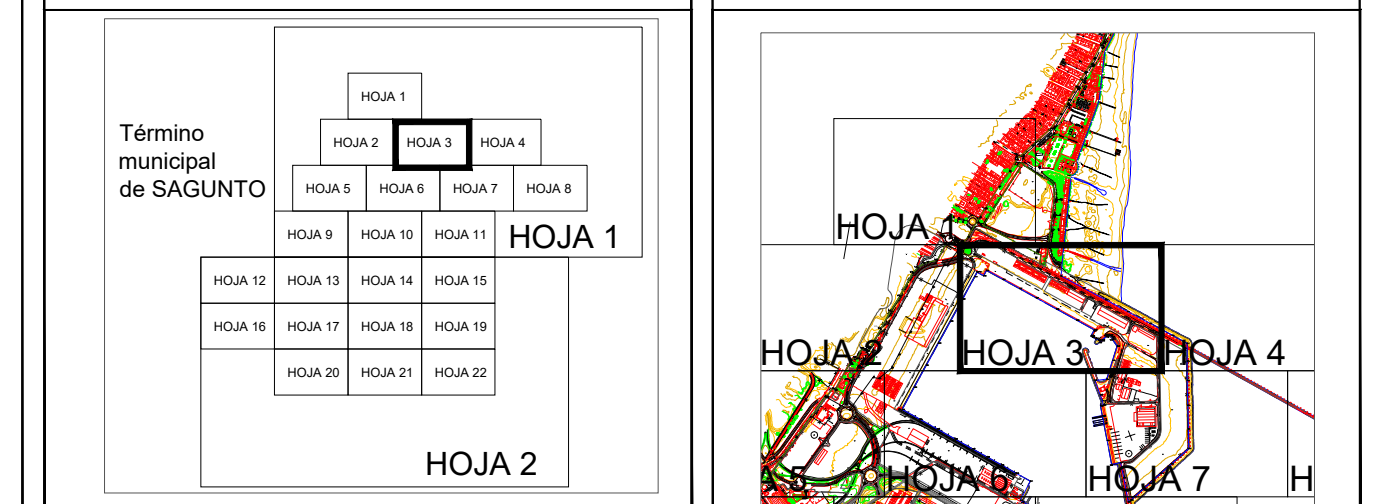 Término
municipal
de SAGUNTO
HOJA 1
HOJA 2 HOJA 3 HOJA 4
HOJA 5 HOJA 6 HOJA 7 HOJA 8
HOJA 9 HOJA 10 HOJA 11 HOJA 1
HOJA 12 HOJA 13 HOJA 14 HOJA 15
HOJA 16 HOJA 17 HOJA 18 HOJA 19
HOJA 20 HOJA 21 HOJA 22
HOJA 2
HOJA 1
HOJA 2 HOJA 3 HOJA 4
A 5 HOJA 6 HOJA 7 H